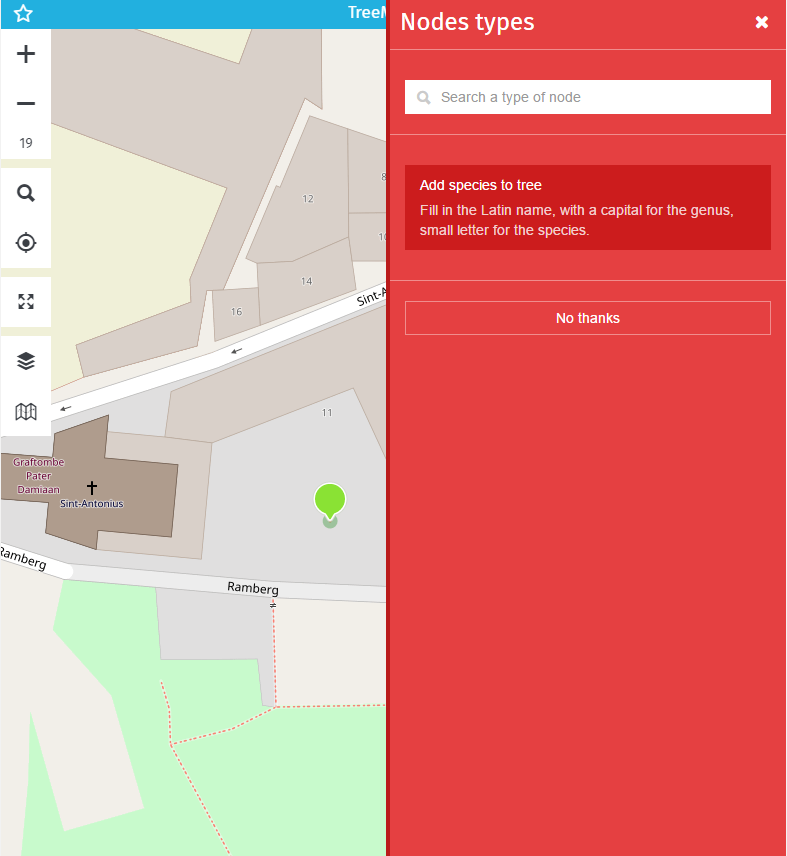 TreeM
Nodes types
19
Search a type of node
Add species to tree
Fill in the Latin name, with a capital for the genus,
small letter for the species.
No thanks
12
8
10
14
16
Sint-A
11
Graftombe
Pater
Damiaan
Sint-Antonius
Ramberg
Ramberg